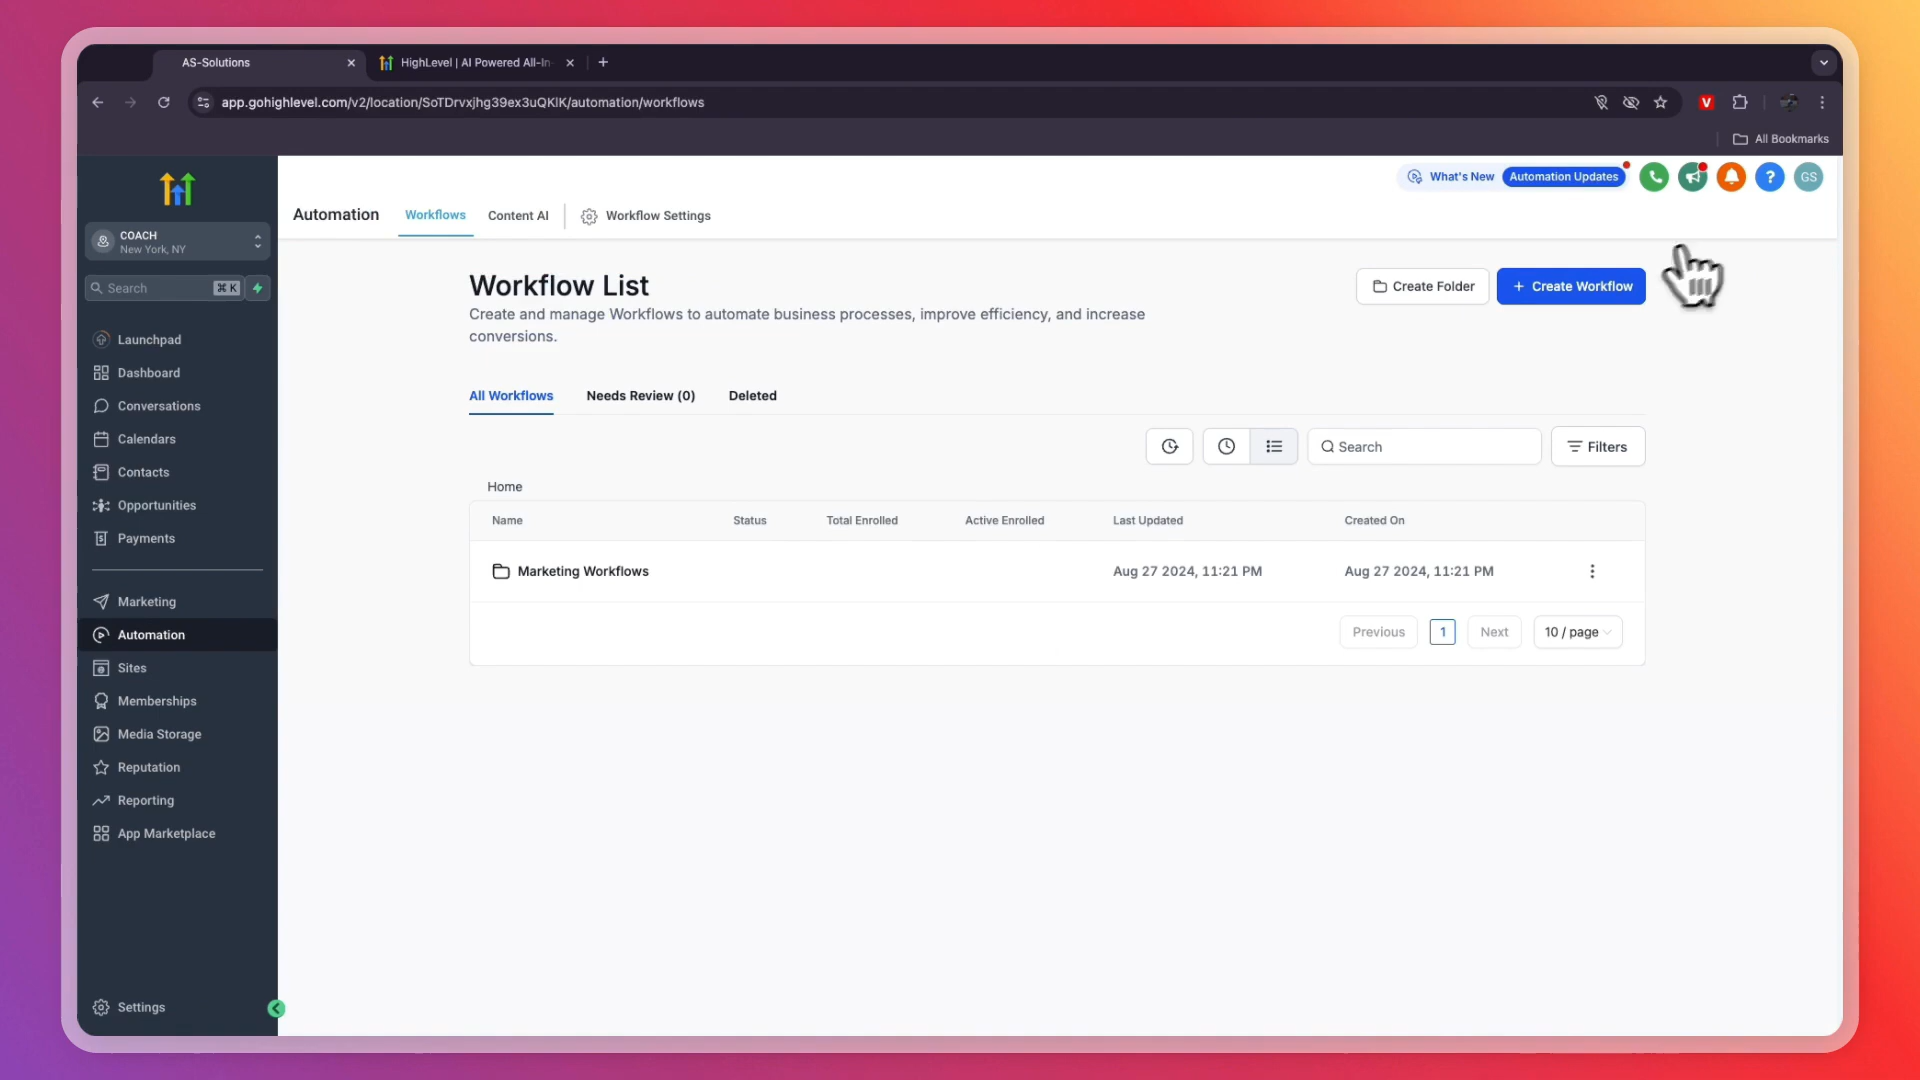 AS-Solutions
HighLevel | AI Powered All-In-
app.gohighlevel.com/v2/location/SoTDrvxjhg39ex3uQKIK/automation/workflows
V
All Bookmarks
COACH
New York, NY
Search ⌘ K
Launchpad
Dashboard
Conversations
Calendars
Contacts
Opportunities
Payments
Marketing
Automation
Sites
Memberships
Media Storage
Reputation
Reporting
App Marketplace
Settings
What's New Automation Updates ? GS
Automation Workflows Content AI Workflow Settings
Workflow List
Create Folder + Create Workflow
Create and manage Workflows to automate business processes, improve efficiency, and increase
conversions.
All Workflows Needs Review (0) Deleted
Search Filters
Home
Name Status Total Enrolled Active Enrolled Last Updated Created On
Marketing Workflows Aug 27 2024, 11:21 PM Aug 27 2024, 11:21 PM
Previous 1 Next 10 / page